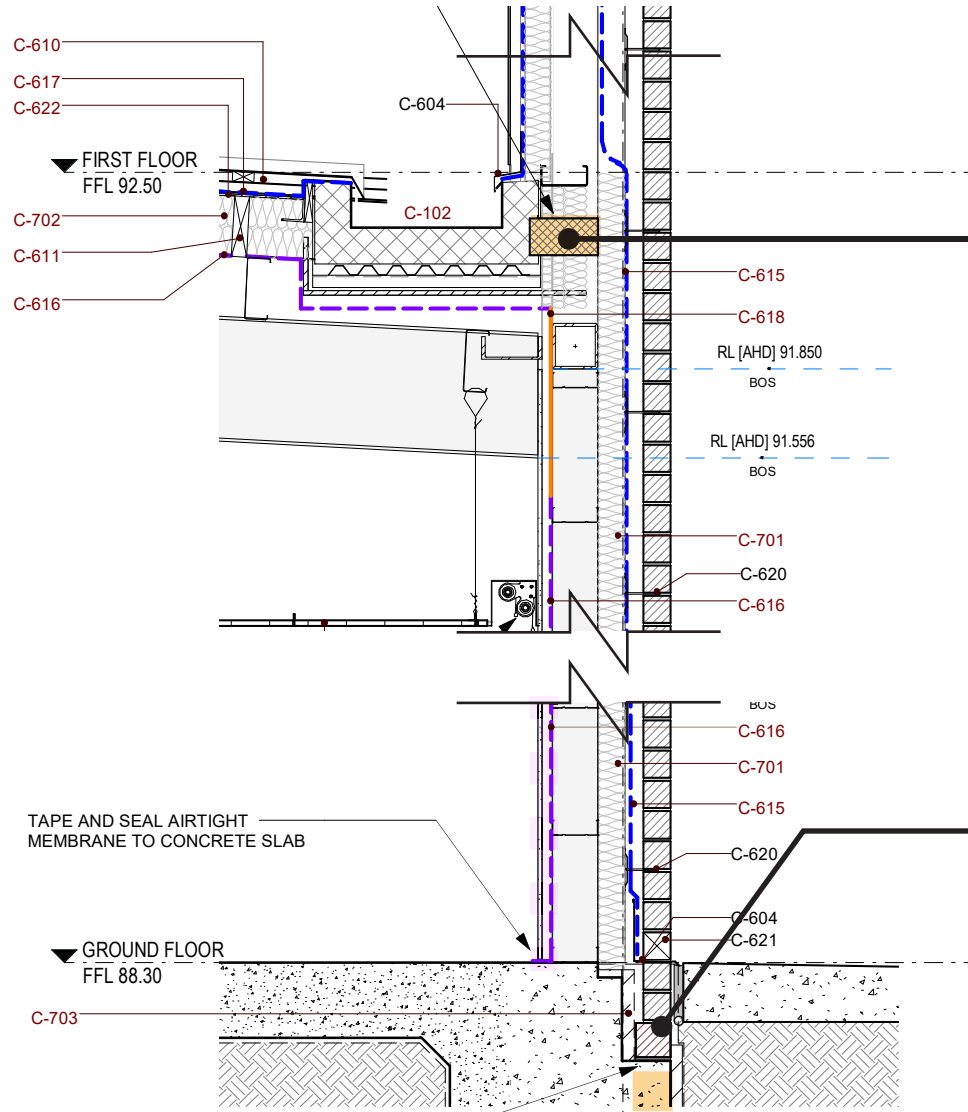 C-610
C-617
C-622
C-604
FIRST FLOOR
FFL 92.50
C-102
C-702
C-611
C-616
C-615
C-618
RL [AHD] 91.850
BOS
RL [AHD] 91.556
BOS
C-701
C-620
C-616
BOS
C-616
C-701
C-615
TAPE AND SEAL AIRTIGHT
MEMBRANE TO CONCRETE SLAB
C-620
C-604
C-621
GROUND FLOOR
FFL 88.30
C-703